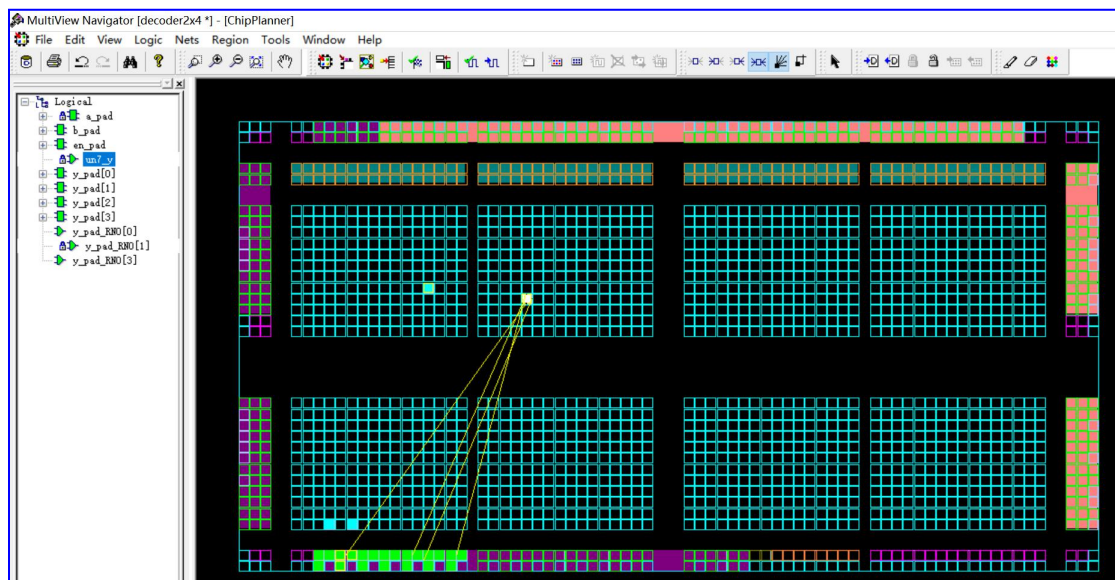 MultiView Navigator [decoder2x4 *] - [ChipPlanner]
File Edit View Logic Nets Region Tools Window Help
Logical
a_pad
b_pad
en_pad
un7_y
y_pad[0]
y_pad[1]
y_pad[2]
y_pad[3]
y_pad_RNO[0]
y_pad_RNO[1]
y_pad_RNO[3]